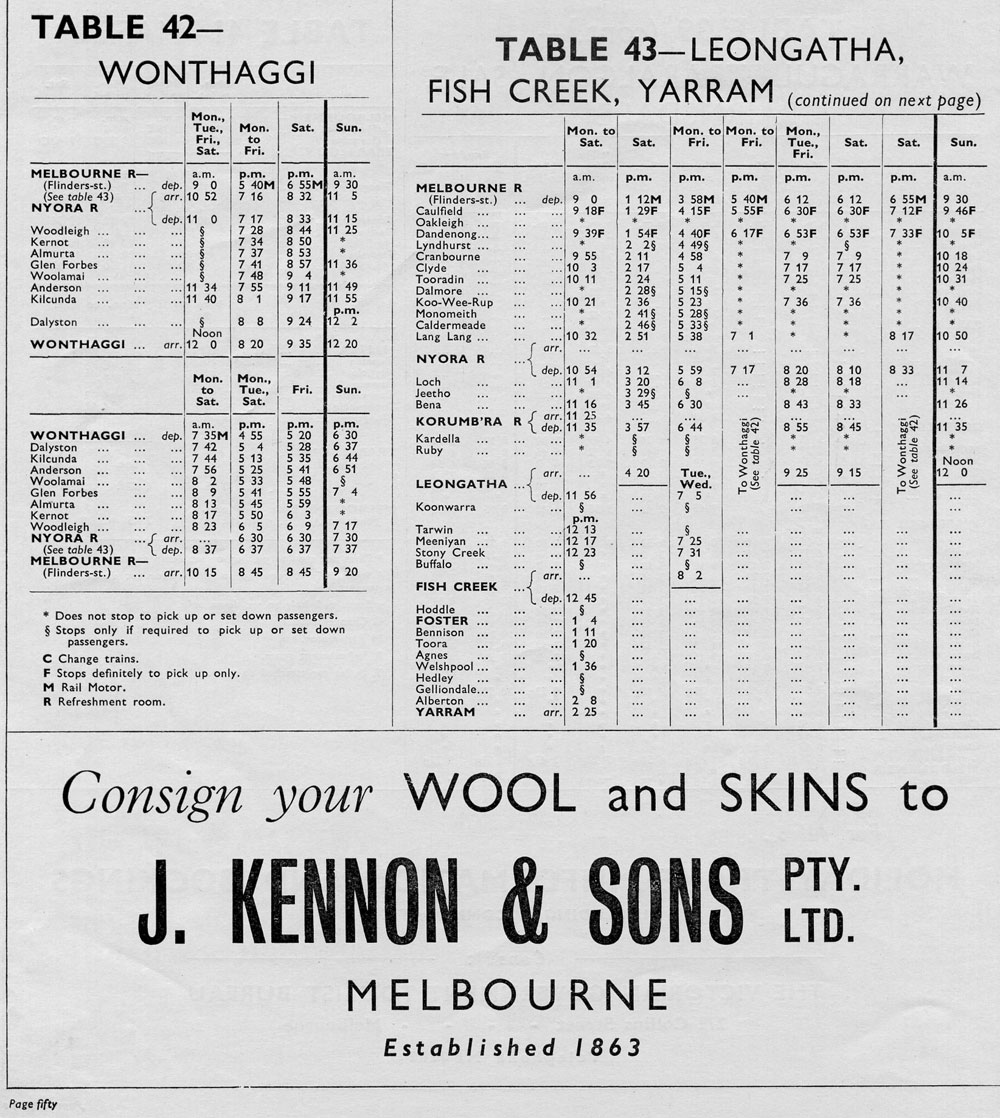 TABLE 42—
WONTHAGGI
Mon., Tue., Fri., Sat. | Mon. to Fri. | Sat. | Sun.
MELBOURNE R— | a.m. | p.m. | p.m. | a.m.
(Flinders-st.) ... dep. | 9 0 | 5 40M | 6 55M | 9 30
(See table 43) arr. | 10 52 | 7 16 | 8 32 | 11 5
NYORA R ...
dep. | 11 0 | 7 17 | 8 33 | 11 15
Woodleigh ... ... ... | § | 7 28 | 8 44 | 11 25
Kernot ... ... ... | § | 7 34 | 8 50 | *
Almurta ... ... ... | § | 7 37 | 8 53 | *
Glen Forbes ... ... | § | 7 41 | 8 57 | 11 36
Woolamai ... ... ... | § | 7 48 | 9 4 | *
Anderson ... ... ... | 11 34 | 7 55 | 9 11 | 11 49
Kilcunda ... ... ... | 11 40 | 8 1 | 9 17 | 11 55
p.m.
Dalyston ... ... ... | § | 8 8 | 9 24 | 12 2
Noon
WONTHAGGI ... arr. | 12 0 | 8 20 | 9 35 | 12 20
Mon. to Sat. | Mon., Tue., Sat. | Fri. | Sun.
a.m. | p.m. | p.m. | p.m.
WONTHAGGI ... dep. | 7 35M | 4 55 | 5 20 | 6 30
Dalyston ... ... ... | 7 42 | 5 4 | 5 28 | 6 37
Kilcunda ... ... ... | 7 44 | 5 13 | 5 35 | 6 44
Anderson ... ... ... | 7 56 | 5 25 | 5 41 | 6 51
Woolamai ... ... ... | 8 2 | 5 33 | 5 48 | §
Glen Forbes ... ... | 8 9 | 5 41 | 5 55 | 7 4
Almurta ... ... ... | 8 13 | 5 45 | 5 59 | *
Kernot ... ... ... | 8 17 | 5 50 | 6 3 | *
Woodleigh ... ... ... | 8 23 | 6 5 | 6 9 | 7 17
NYORA R ... arr. | ... | 6 30 | 6 30 | 7 30
(See table 43) dep. | 8 37 | 6 37 | 6 37 | 7 37
MELBOURNE R—
(Flinders-st.) ... arr. | 10 15 | 8 45 | 8 45 | 9 20
* Does not stop to pick up or set down passengers.
§ Stops only if required to pick up or set down
passengers.
C Change trains.
F Stops definitely to pick up only.
M Rail Motor.
R Refreshment room.
TABLE 43—LEONGATHA,
FISH CREEK, YARRAM (continued on next page)
Mon. to Sat. | Sat. | Mon. to Fri. | Mon. to Fri. | Mon., Tue., Fri. | Sat. | Sat. | Sun.
a.m. | p.m. | p.m. | p.m. | p.m. | p.m. | p.m. | a.m.
MELBOURNE R
(Flinders-st.) ... dep. | 9 0 | 1 12M | 3 58M | 5 40M | 6 12 | 6 12 | 6 55M | 9 30
Caulfield ... ... ... | 9 18F | 1 29F | 4 15F | 5 55F | 6 30F | 6 30F | 7 12F | 9 46F
Oakleigh ... ... ... | * | * | * | * | * | * | * | *
Dandenong... ... ... | 9 39F | 1 54F | 4 40F | 6 17F | 6 53F | 6 53F | 7 33F | 10 5F
Lyndhurst ... ... ... | * | 2 2§ | 4 49§ | * | * | § | * | *
Cranbourne ... ... | 9 55 | 2 11 | 4 58 | * | 7 9 | 7 9 | * | 10 18
Clyde ... ... ... | 10 3 | 2 17 | 5 4 | * | 7 17 | 7 17 | * | 10 24
Tooradin ... ... ... | 10 11 | 2 24 | 5 11 | * | 7 25 | 7 25 | * | 10 31
Dalmore ... ... ... | * | 2 28§ | 5 15§ | * | * | * | * | *
Koo-Wee-Rup ... ... | 10 21 | 2 36 | 5 23 | * | 7 36 | 7 36 | * | 10 40
Monomeith ... ... | * | 2 41§ | 5 28§ | * | * | * | * | *
Caldermeade ... ... | * | 2 46§ | 5 33§ | * | * | * | * | *
Lang Lang ... ... ... | 10 32 | 2 51 | 5 38 | 7 1 | * | * | 8 17 | 10 50
arr. | ... | ... | ... | ... | ... | ... | ... | ...
NYORA R ...
dep. | 10 54 | 3 12 | 5 59 | 7 17 | 8 20 | 8 10 | 8 33 | 11 7
Loch ... ... ... | 11 1 | 3 20 | 6 8 | 8 28 | 8 18 | 11 14
Jeetho ... ... ... | * | 3 29§ | § | * | * | *
Bena ... ... ... | 11 16 | 3 45 | 6 30 | 8 43 | 8 33 | 11 26
KORUMB'RA R arr. | 11 25
dep. | 11 35 | 3 57 | 6 44 | 8 55 | 8 45 | 11 35
Kardella ... ... ... | * | § | § | * | * | *
Ruby ... ... ... | * | § | § | * | * | *
To Wonthaggi
(See table 42)
To Wonthaggi
(See table 42)
Noon
arr. | ... | 4 20 | Tue., Wed. | 9 25 | 9 15 | 12 0
LEONGATHA ...
dep. | 11 56 | 7 5 | ... | ... | ...
Koonwarra ... ... | § | § | ... | ... | ...
p.m.
Tarwin ... ... ... | 12 13 | § | ... | ... | ...
Meeniyan ... ... ... | 12 17 | 7 25 | ... | ... | ...
Stony Creek ... ... | 12 23 | 7 31 | ... | ... | ...
Buffalo ... ... ... | § | § | ... | ... | ...
arr. | ... | 8 2 | ... | ... | ...
FISH CREEK ...
dep. | 12 45 | ... | ... | ... | ...
Hoddle ... ... ... | §
FOSTER ... ... ... | 1 4
Bennison ... ... ... | 1 11
Toora ... ... ... | 1 20
Agnes ... ... ... | §
Welshpool ... ... ... | 1 36
Hedley ... ... ... | §
Gelliondale... ... ... | §
Alberton ... ... ... | 2 8
YARRAM ... arr. | 2 25
Consign your WOOL and SKINS to
J. KENNON & SONS PTY. LTD.
MELBOURNE
Established 1863
Page fifty